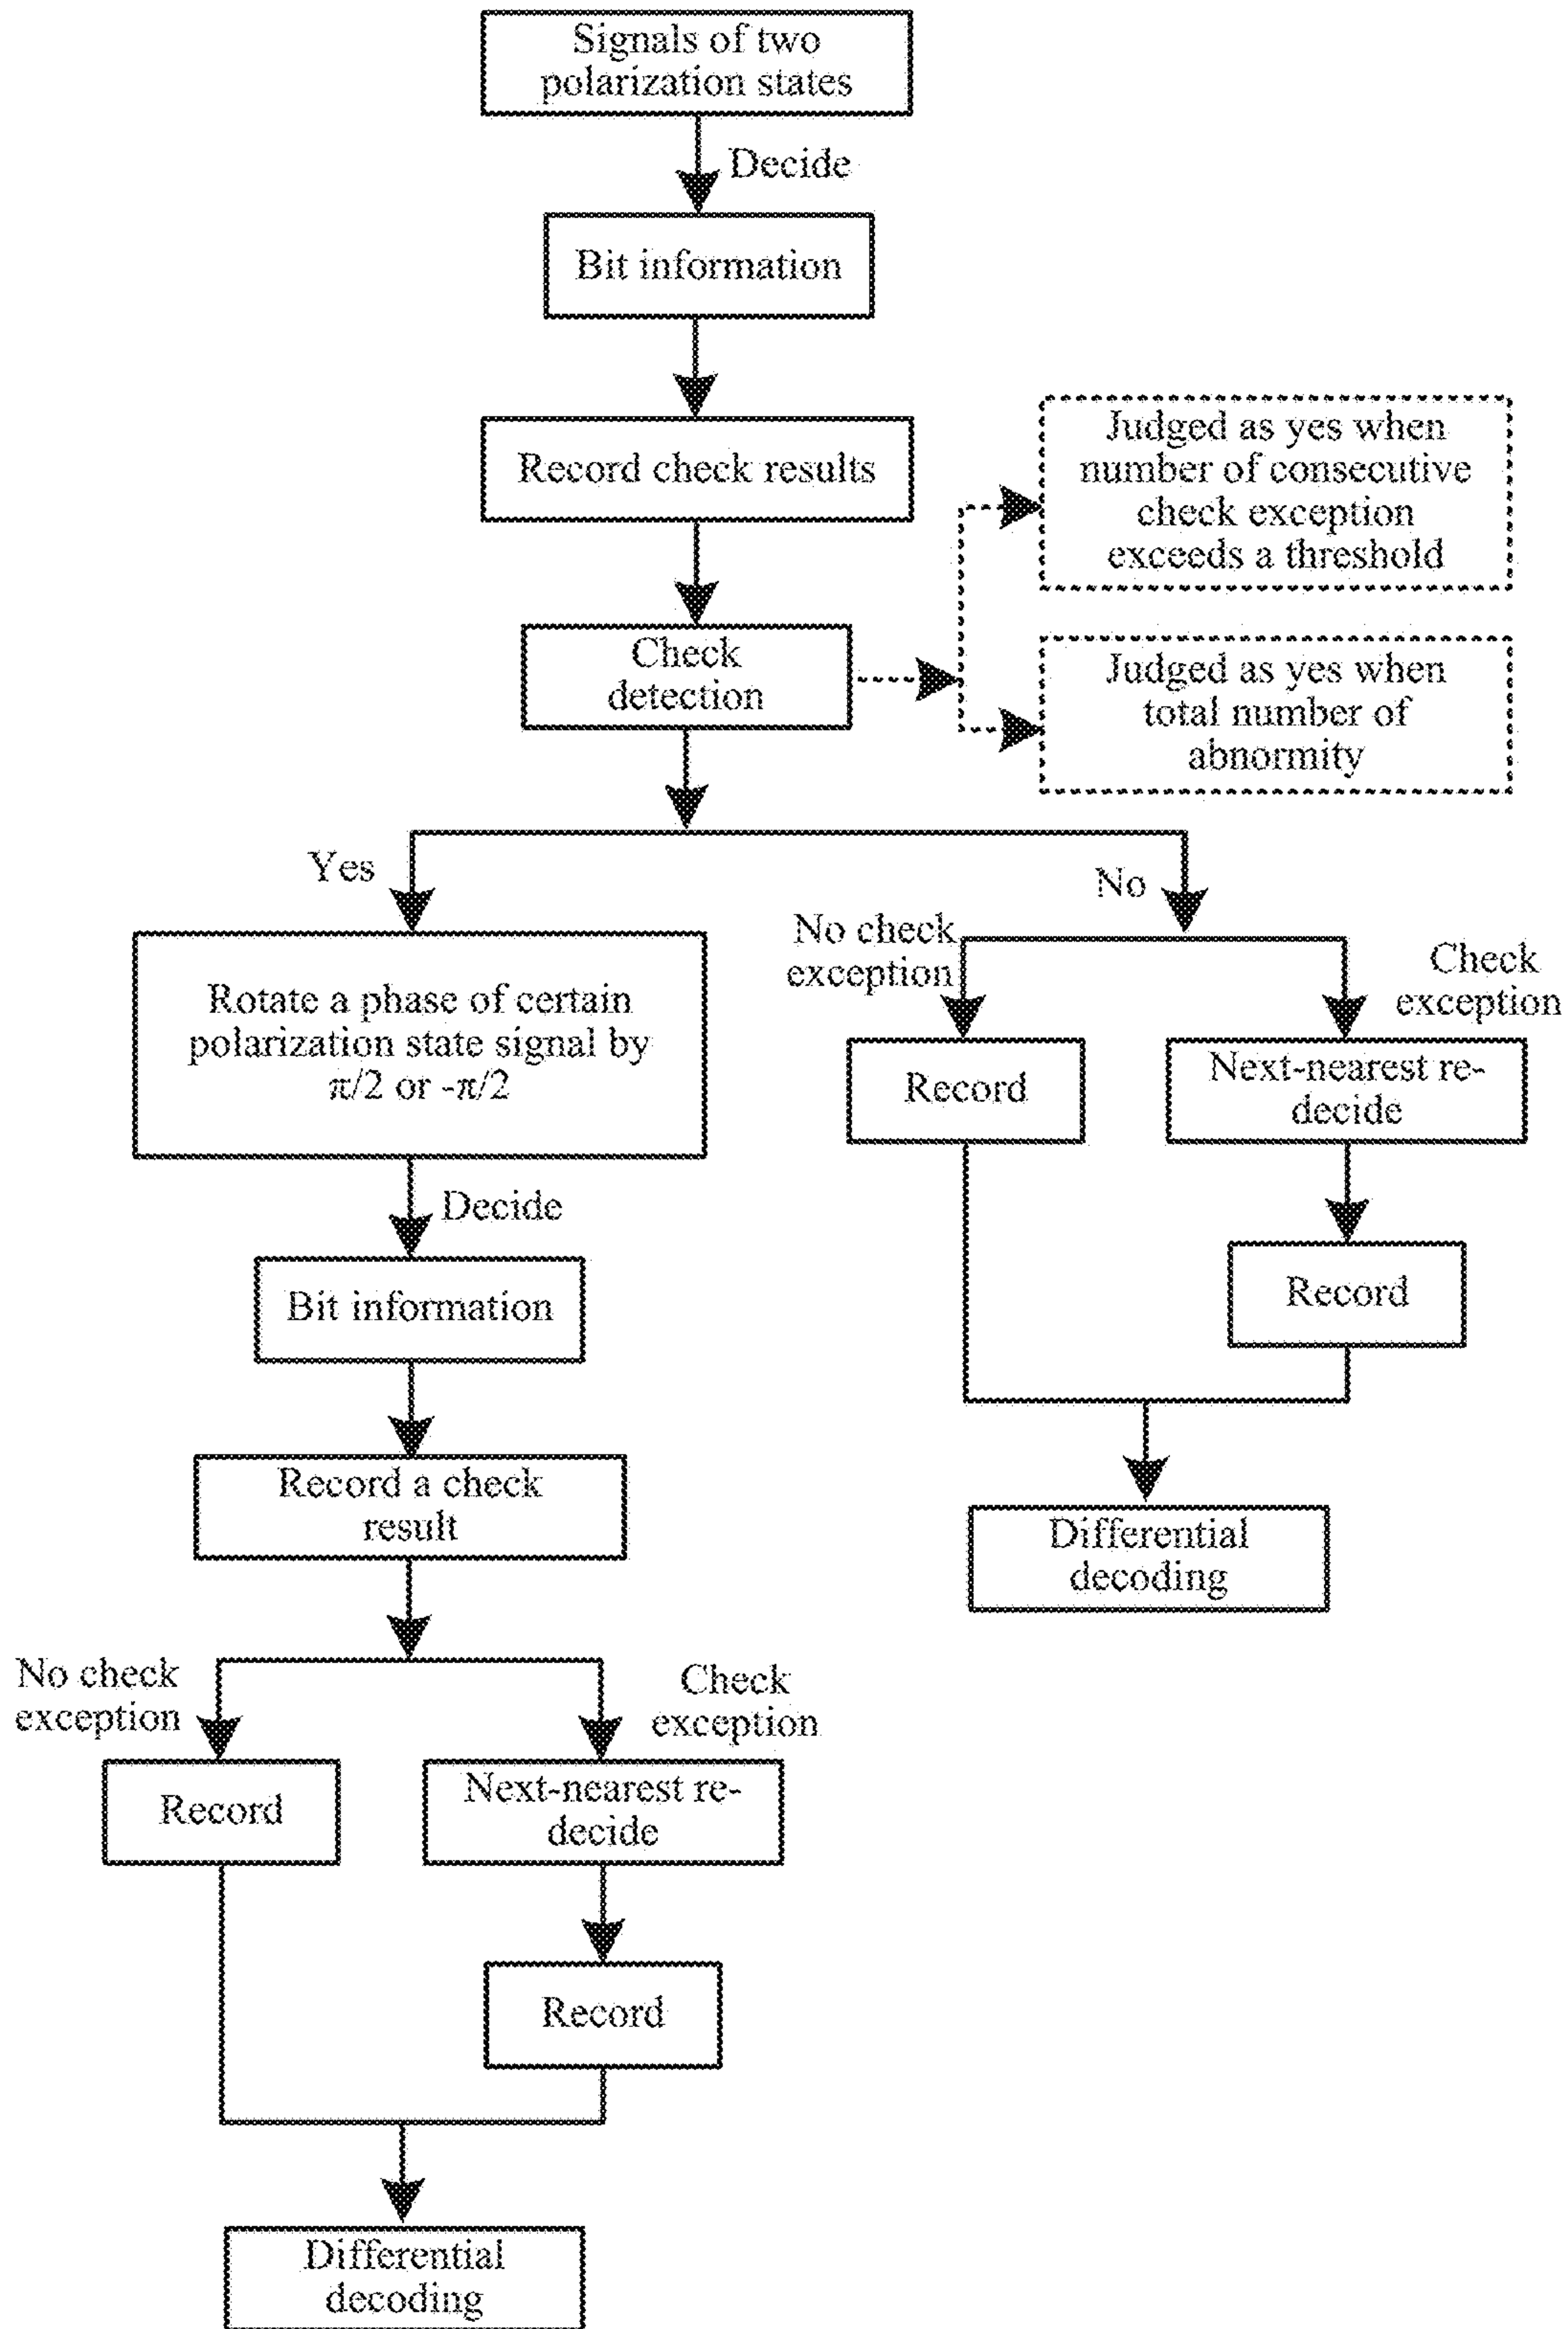 Signals of two
polarization states
Decide
Bit information
Record check results
Judged as yes when
number of consecutive
check exception
exceeds a threshold
Check
detection
Judged as yes when
total number of
abnormity
Yes
No
No check
exception
Check
exception
Rotate a phase of certain
polarization state signal by
π/2 or -π/2
Record
Next-nearest re-
decide
Decide
Record
Bit information
Record a check
result
Differential
decoding
No check
exception
Check
exception
Record
Next-nearest re-
decide
Record
Differential
decoding